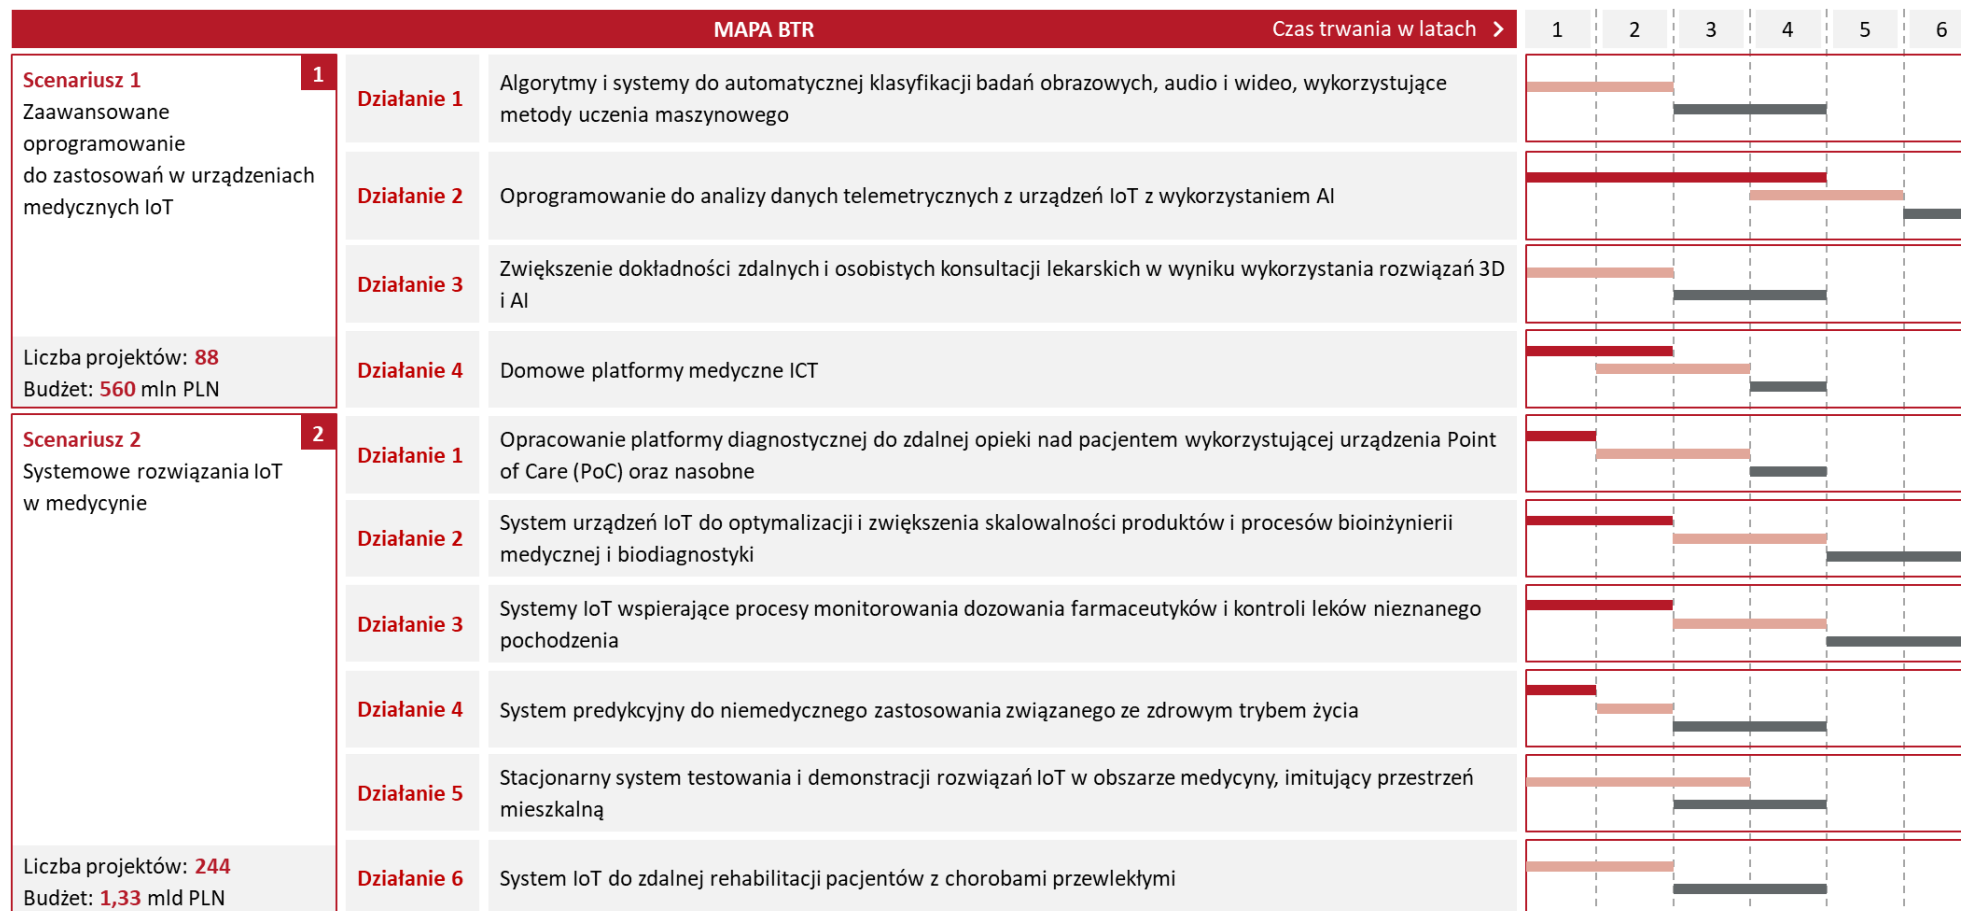 MAPA BTR
Czas trwania w latach
1 2 3 4 5 6
Scenariusz 1
1
Zaawansowane
oprogramowanie
do zastosowań w urządzeniach
medycznych IoT
Liczba projektów: 88
Budżet: 560 mln PLN
Działanie 1
Algorytmy i systemy do automatycznej klasyfikacji badań obrazowych, audio i wideo, wykorzystujące
metody uczenia maszynowego
Działanie 2
Oprogramowanie do analizy danych telemetrycznych z urządzeń IoT z wykorzystaniem AI
Działanie 3
Zwiększenie dokładności zdalnych i osobistych konsultacji lekarskich w wyniku wykorzystania rozwiązań 3D
i AI
Działanie 4
Domowe platformy medyczne ICT
Scenariusz 2
2
Systemowe rozwiązania IoT
w medycynie
Liczba projektów: 244
Budżet: 1,33 mld PLN
Działanie 1
Opracowanie platformy diagnostycznej do zdalnej opieki nad pacjentem wykorzystującej urządzenia Point
of Care (PoC) oraz nasobne
Działanie 2
System urządzeń IoT do optymalizacji i zwiększenia skalowalności produktów i procesów bioinżynierii
medycznej i biodiagnostyki
Działanie 3
Systemy IoT wspierające procesy monitorowania dozowania farmaceutyków i kontroli leków nieznanego
pochodzenia
Działanie 4
System predykcyjny do niemedycznego zastosowania związanego ze zdrowym trybem życia
Działanie 5
Stacjonarny system testowania i demonstracji rozwiązań IoT w obszarze medycyny, imitujący przestrzeń
mieszkalną
Działanie 6
System IoT do zdalnej rehabilitacji pacjentów z chorobami przewlekłymi